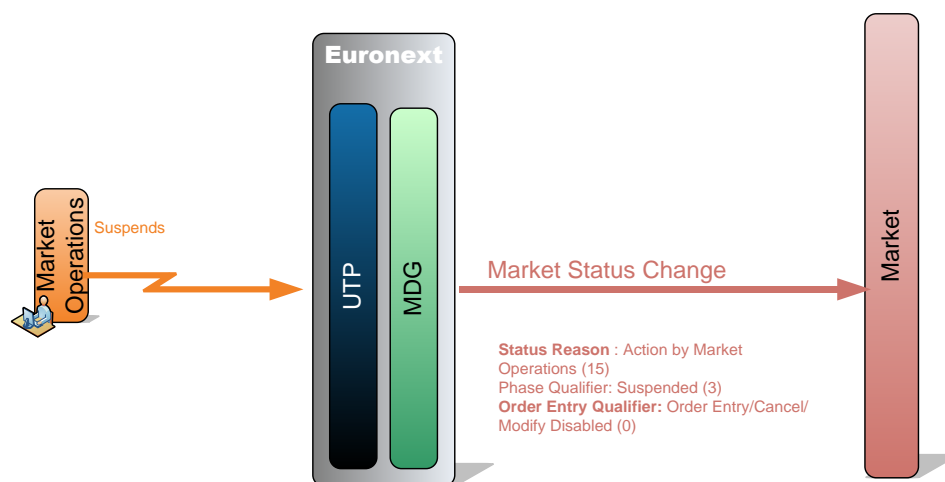 Euronext
Market
Operations
Suspends
UTP
MDG
Market Status Change
Market
Status Reason : Action by Market
Operations (15)
Phase Qualifier: Suspended (3)
Order Entry Qualifier: Order Entry/Cancel/
Modify Disabled (0)